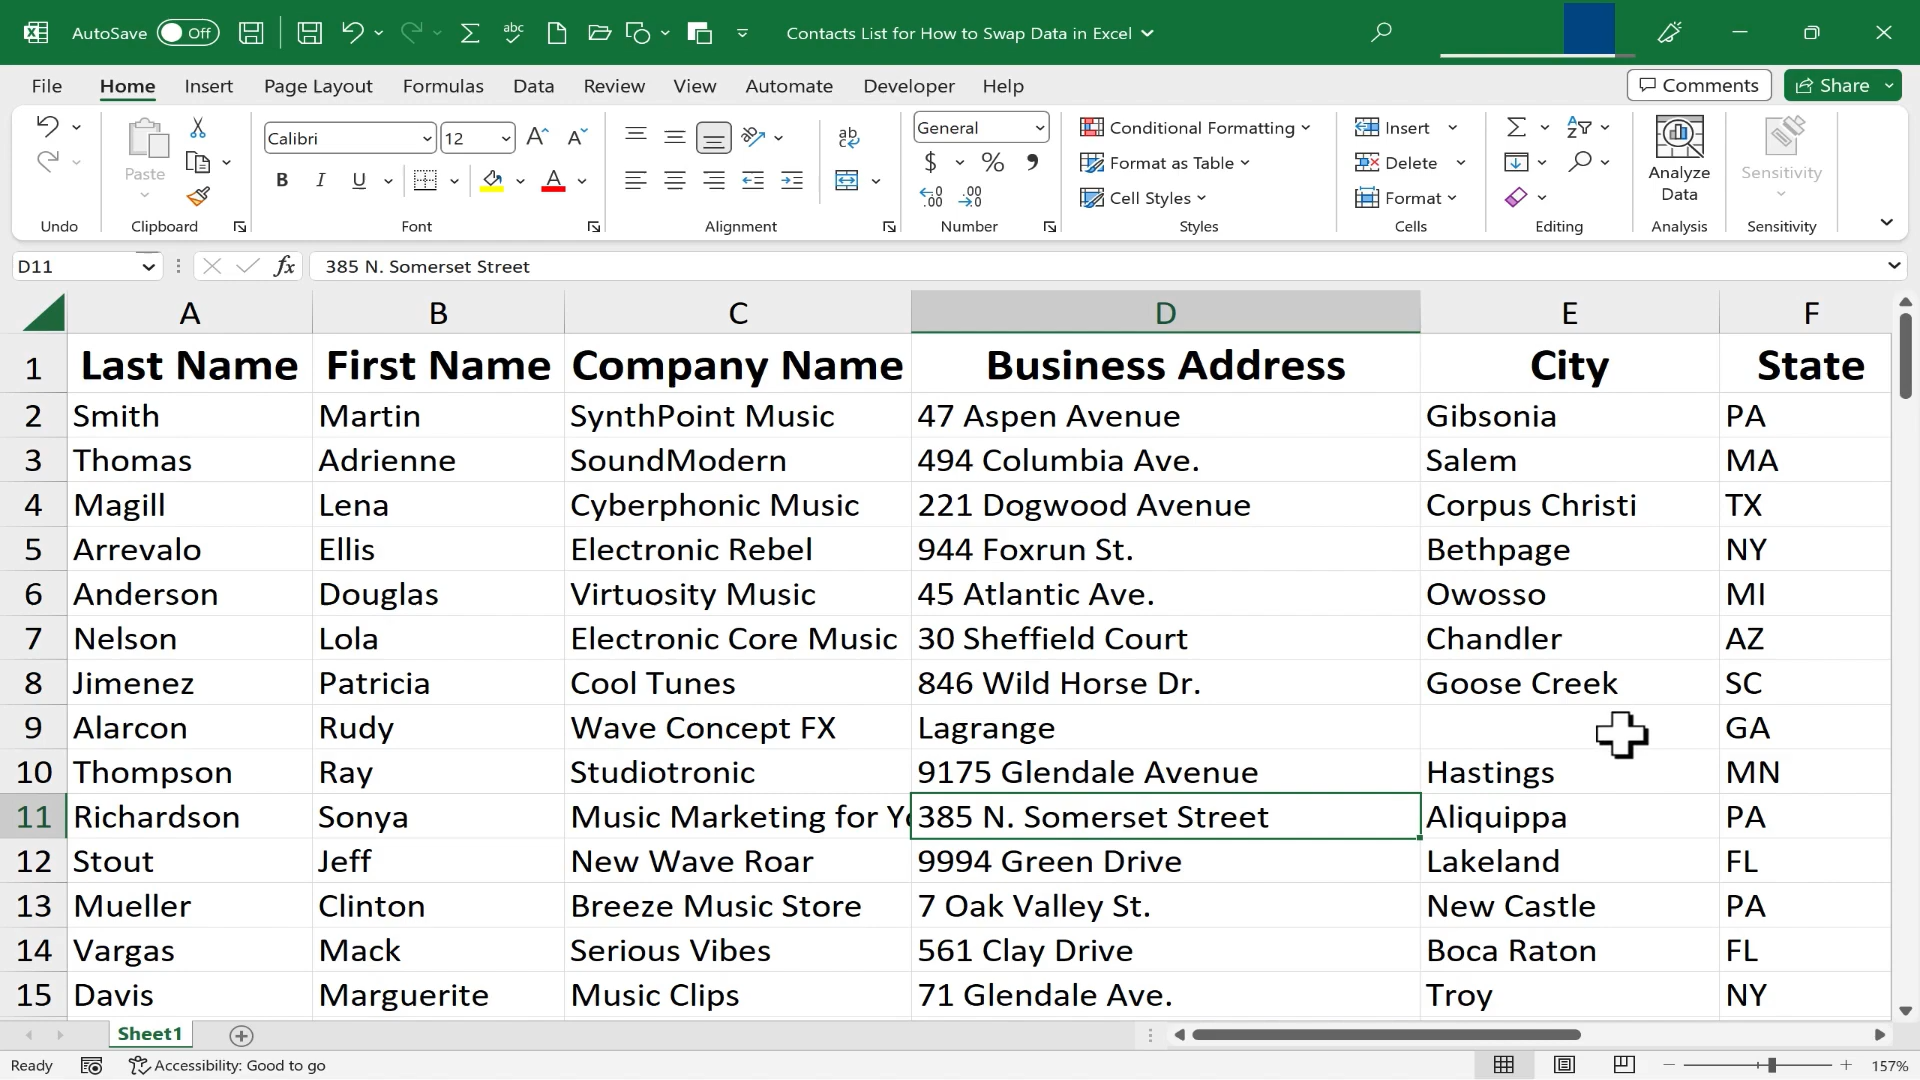 AutoSave Off Contacts List for How to Swap Data in Excel
File Home Insert Page Layout Formulas Data Review View Automate Developer Help Comments Share
Calibri 12 General Conditional Formatting Insert
Paste Format as Table Delete Analyze Data Sensitivity
Cell Styles Format
Undo Clipboard Font Alignment Number Styles Cells Editing Analysis Sensitivity
D11 fx 385 N. Somerset Street
A B C D E F
1 Last Name First Name Company Name Business Address City State
2 Smith Martin SynthPoint Music 47 Aspen Avenue Gibsonia PA
3 Thomas Adrienne SoundModern 494 Columbia Ave. Salem MA
4 Magill Lena Cyberphonic Music 221 Dogwood Avenue Corpus Christi TX
5 Arrevalo Ellis Electronic Rebel 944 Foxrun St. Bethpage NY
6 Anderson Douglas Virtuosity Music 45 Atlantic Ave. Owosso MI
7 Nelson Lola Electronic Core Music 30 Sheffield Court Chandler AZ
8 Jimenez Patricia Cool Tunes 846 Wild Horse Dr. Goose Creek SC
9 Alarcon Rudy Wave Concept FX Lagrange GA
10 Thompson Ray Studiotronic 9175 Glendale Avenue Hastings MN
11 Richardson Sonya Music Marketing for 385 N. Somerset Street Aliquippa PA
12 Stout Jeff New Wave Roar 9994 Green Drive Lakeland FL
13 Mueller Clinton Breeze Music Store 7 Oak Valley St. New Castle PA
14 Vargas Mack Serious Vibes 561 Clay Drive Boca Raton FL
15 Davis Marguerite Music Clips 71 Glendale Ave. Troy NY
Sheet1
Ready Accessibility: Good to go 157%